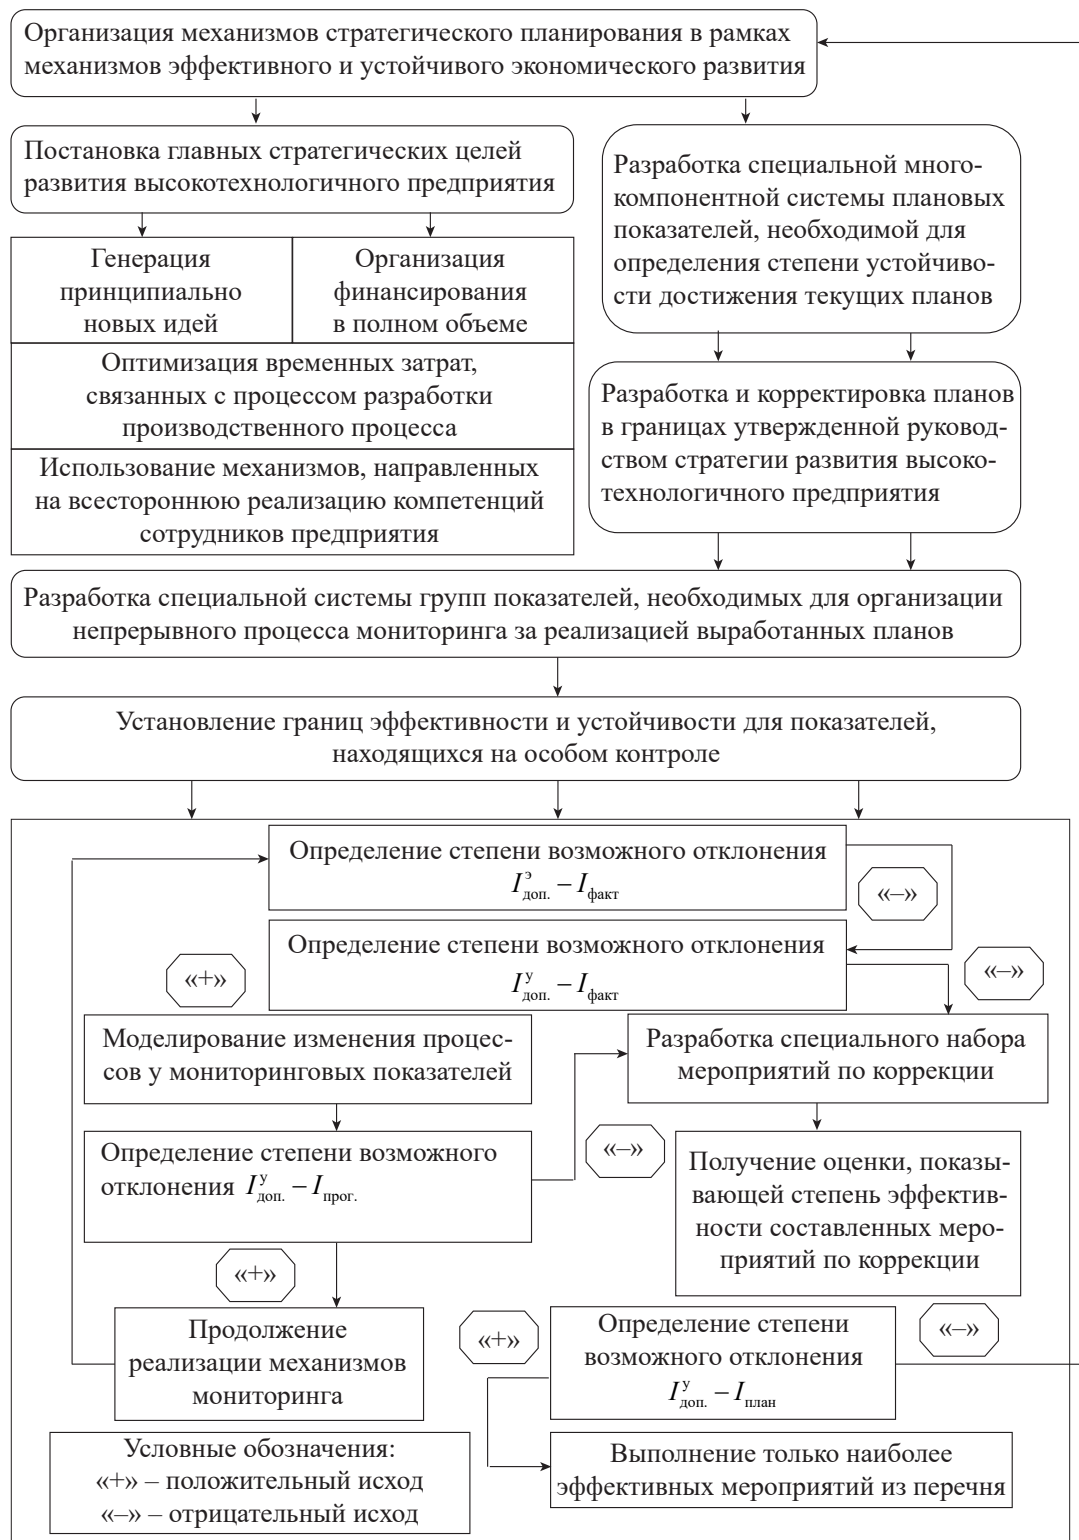 Организация механизмов стратегического планирования в рамках
механизмов эффективного и устойчивого экономического развития
Постановка главных стратегических целей
развития высокотехнологичного предприятия
Разработка специальной много-
компонентной системы плановых
показателей, необходимой для
определения степени устойчиво-
сти достижения текущих планов
Генерация
принципиально
новых идей
Организация
финансирования
в полном объеме
Оптимизация временных затрат,
связанных с процессом разработки
производственного процесса
Использование механизмов, направленных
на всестороннюю реализацию компетенций
сотрудников предприятия
Разработка и корректировка планов
в границах утвержденной руковод-
ством стратегии развития высоко-
технологичного предприятия
Разработка специальной системы групп показателей, необходимых для организации
непрерывного процесса мониторинга за реализацией выработанных планов
Установление границ эффективности и устойчивости для показателей,
находящихся на особом контроле
Определение степени возможного отклонения
I^э_доп. – I_факт
«–»
Определение степени возможного отклонения
I^у_доп. – I_факт
«+»
«–»
Моделирование изменения процес-
сов у мониторинговых показателей
Разработка специального набора
мероприятий по коррекции
Определение степени возможного
отклонения I^у_доп. – I_прог.
«–»
Получение оценки, показы-
вающей степень эффектив-
ности составленных меро-
приятий по коррекции
«+»
Продолжение
реализации механизмов
мониторинга
«+»
Определение степени
возможного отклонения
I^у_доп. – I_план
«–»
Условные обозначения:
«+» – положительный исход
«–» – отрицательный исход
Выполнение только наиболее
эффективных мероприятий из перечня